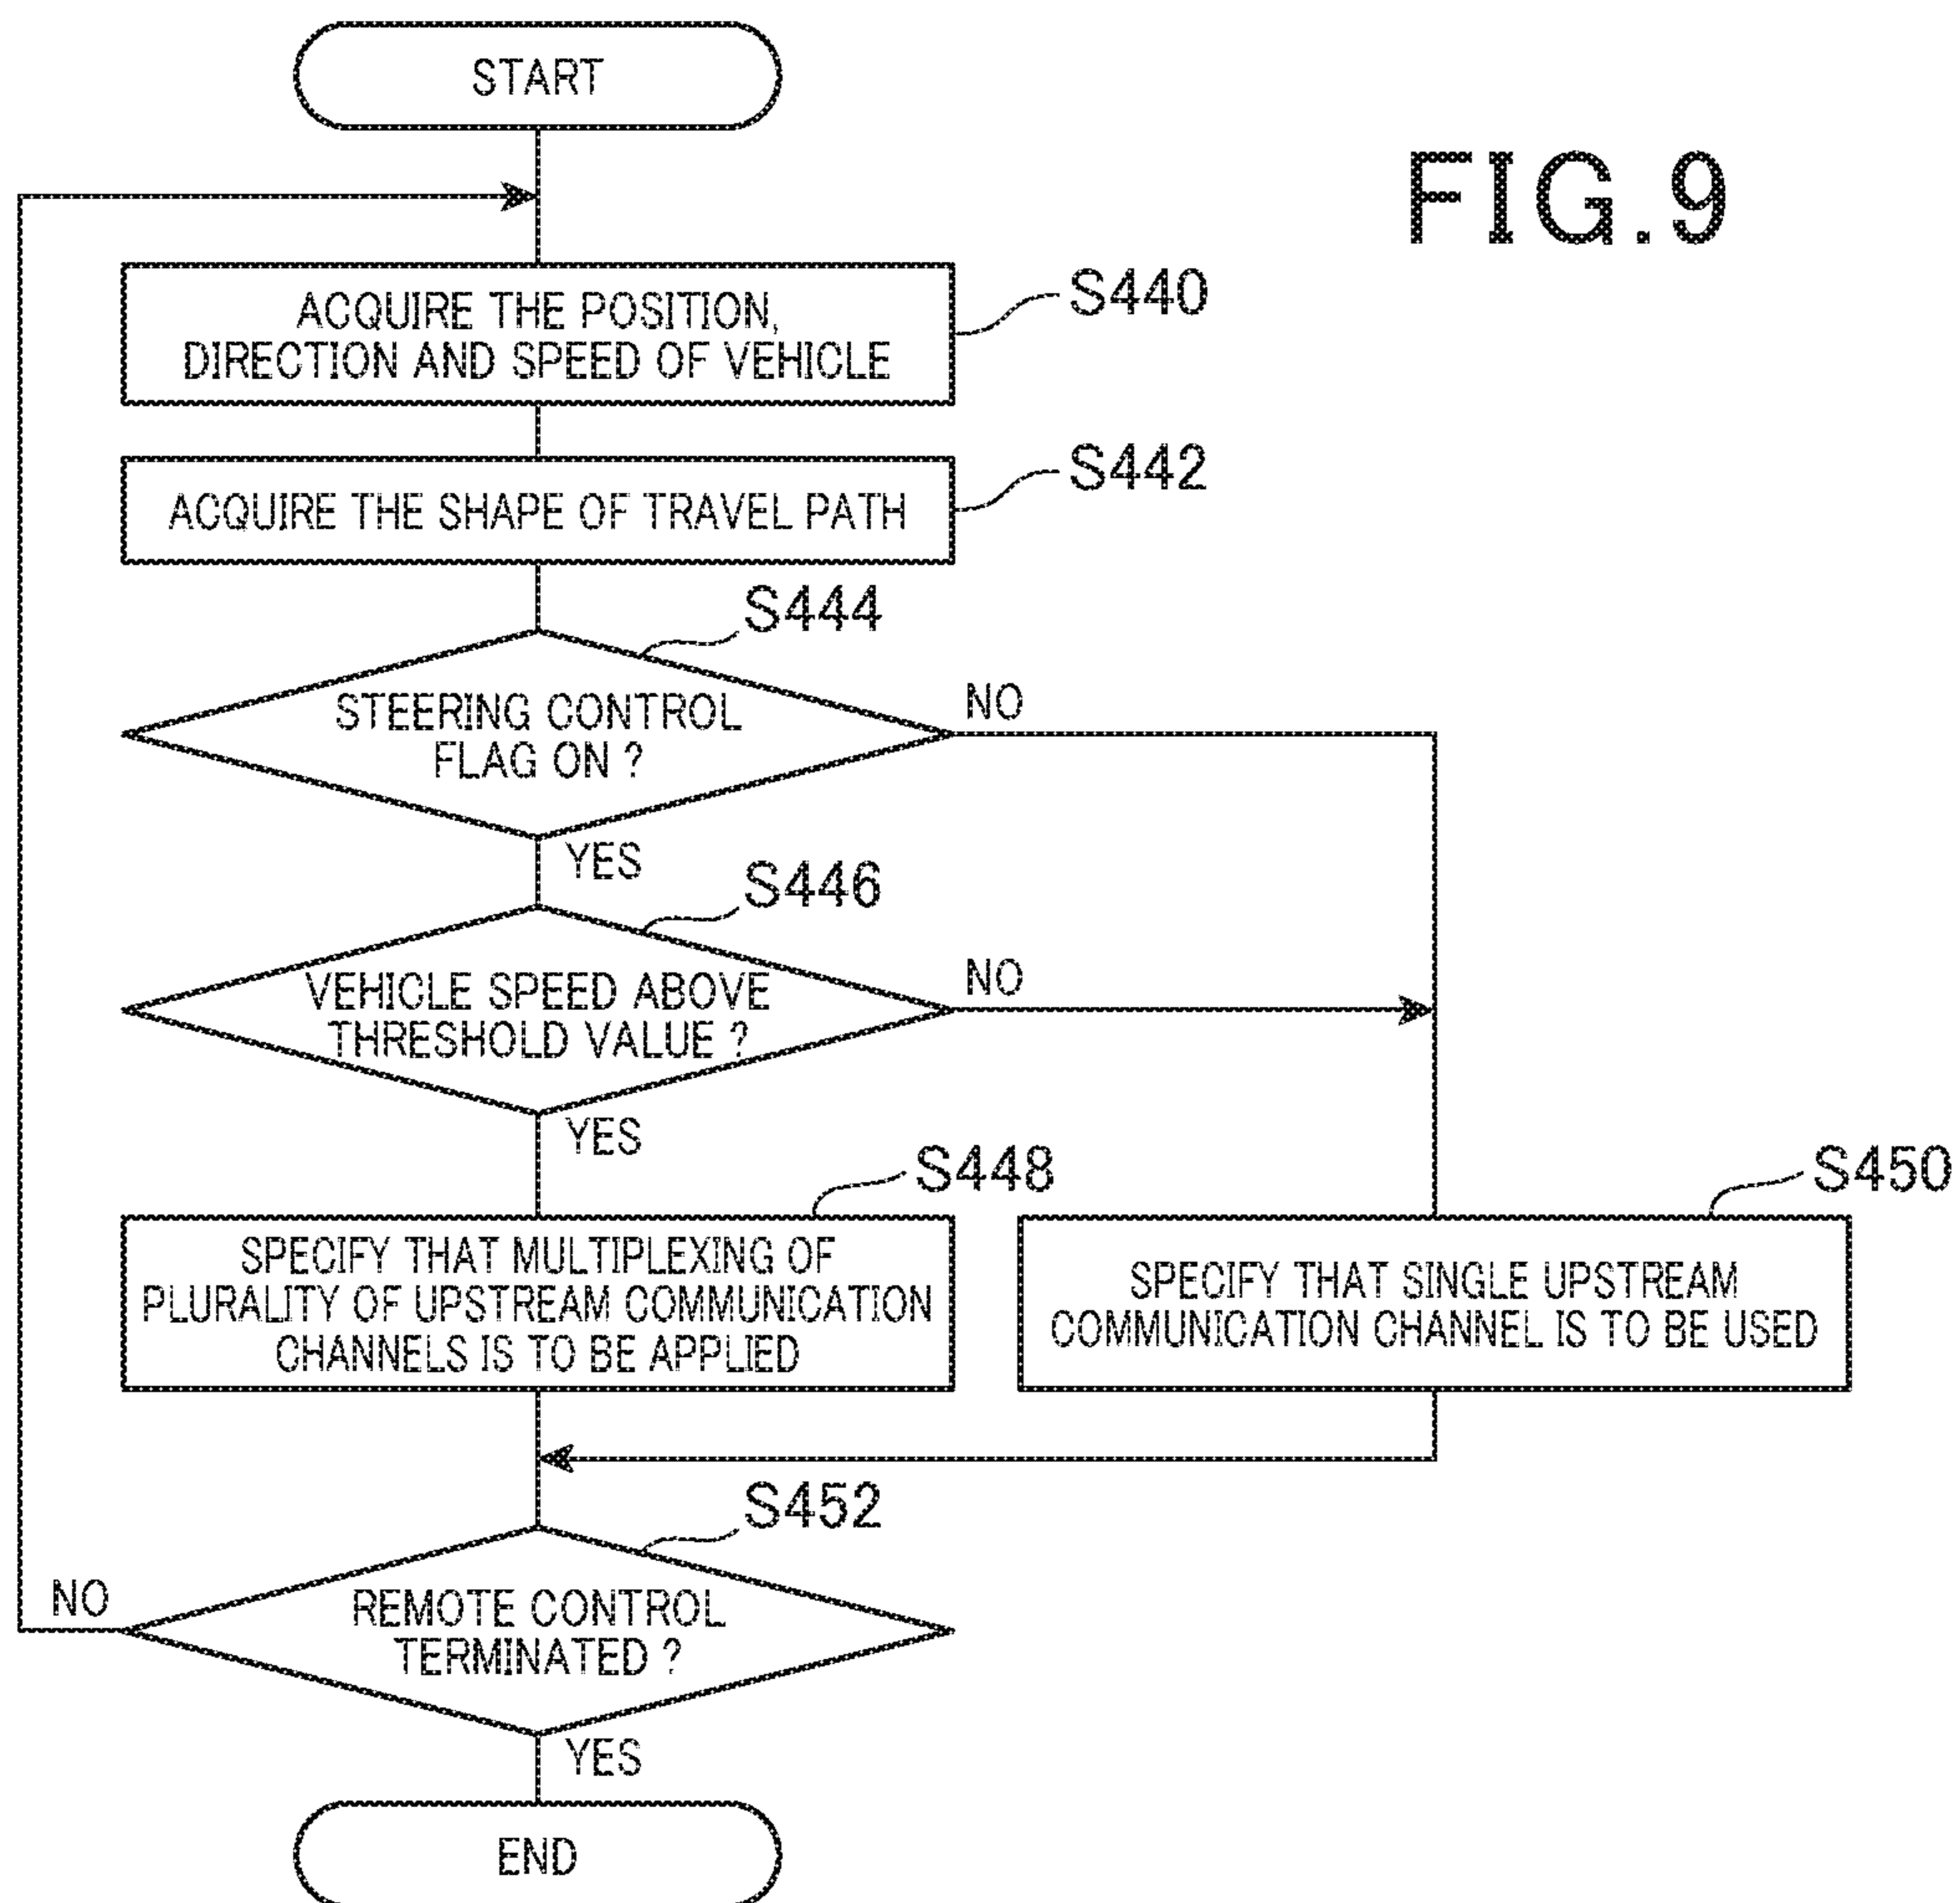 START
FIG.9
ACQUIRE THE POSITION,
DIRECTION AND SPEED OF VEHICLE
S440
ACQUIRE THE SHAPE OF TRAVEL PATH
S442
S444
STEERING CONTROL
FLAG ON ?
NO
YES
S446
VEHICLE SPEED ABOVE
THRESHOLD VALUE ?
NO
YES
S448
SPECIFY THAT MULTIPLEXING OF
PLURALITY OF UPSTREAM COMMUNICATION
CHANNELS IS TO BE APPLIED
S450
SPECIFY THAT SINGLE UPSTREAM
COMMUNICATION CHANNEL IS TO BE USED
S452
REMOTE CONTROL
TERMINATED ?
NO
YES
END